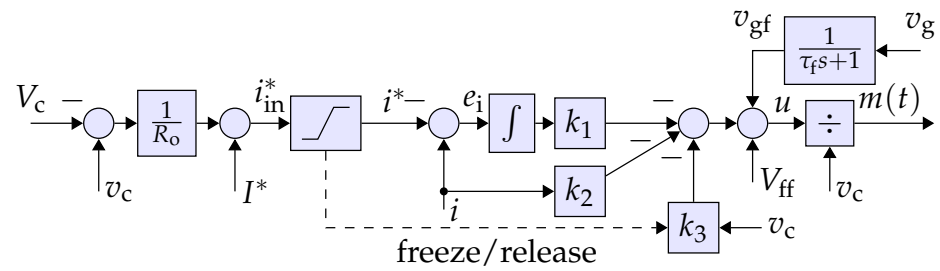 v_gf
1/(τ_f s+1)
v_g
V_c
−
1/R_o
i*_in
i*
−
e_i
∫
k_1
−
−
−
u
÷
m(t)
v_c
I*
i
k_2
k_3
v_c
V_ff
v_c
freeze/release